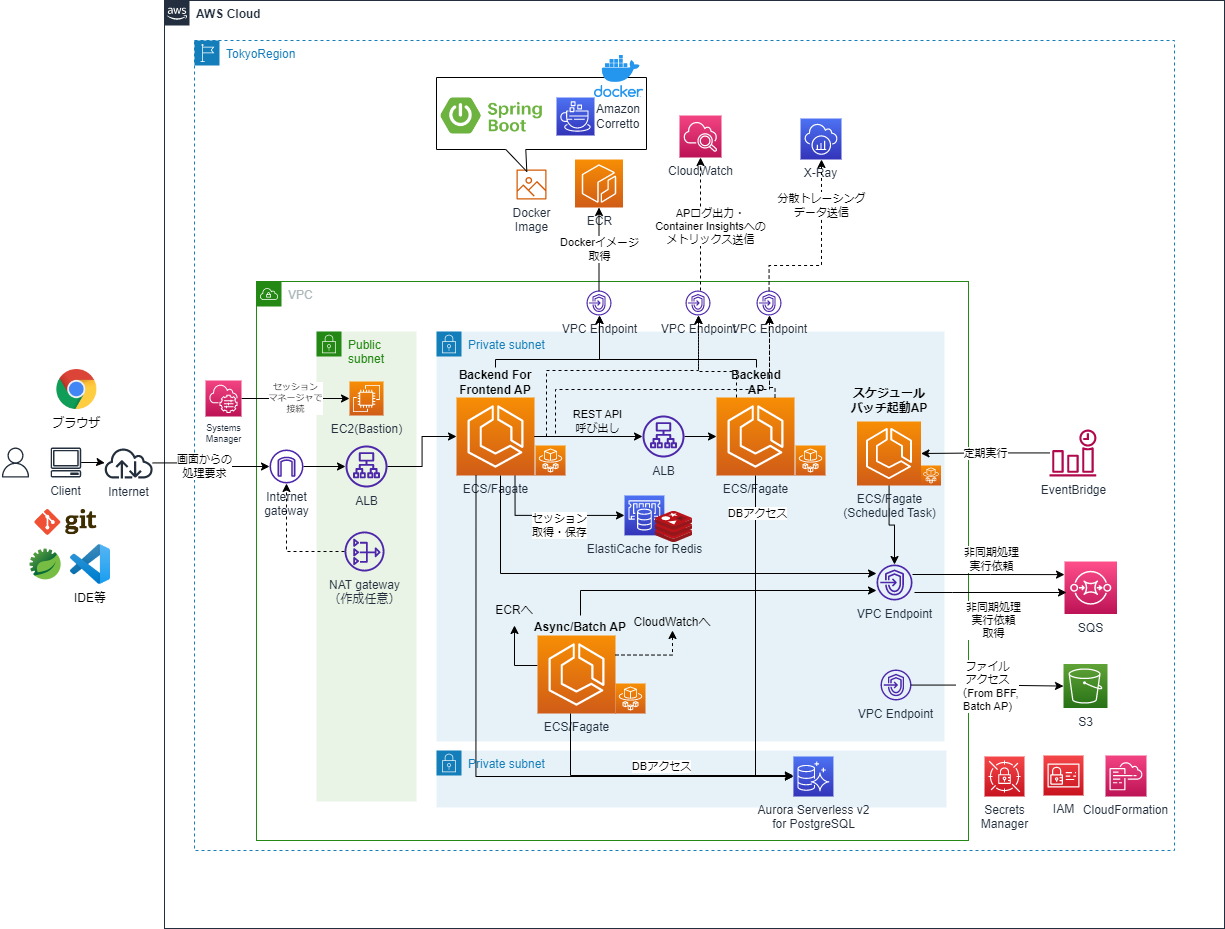 aws
AWS Cloud
TokyoRegion
docker
Spring
Boot
Amazon
Corretto
CloudWatch
X-Ray
Docker
Image
ECR
分散トレーシング
データ送信
APログ出力・
Container Insightsへの
メトリックス送信
Dockerイメージ
取得
VPC
VPC Endpoint
VPC Endpoint
VPC Endpoint
Public
subnet
Private subnet
Backend For
Frontend AP
Backend
AP
スケジュール
バッチ起動AP
ブラウザ
Systems
Manager
セッション
マネージャで
接続
EC2(Bastion)
REST API
呼び出し
ALB
ECS/Fagate
ECS/Fagate
ECS/Fagate
(Scheduled Task)
定期実行
EventBridge
Client
Internet
画面からの
処理要求
Internet
gateway
ALB
DBアクセス
セッション
取得・保存
ElastiCache for Redis
git
IDE等
NAT gateway
（作成任意）
非同期処理
実行依頼
VPC Endpoint
非同期処理
実行依頼
取得
SQS
ECRへ
Async/Batch AP
CloudWatchへ
ECS/Fagate
VPC Endpoint
ファイル
アクセス
（From BFF,
Batch AP）
S3
Private subnet
DBアクセス
Aurora Serverless v2
for PostgreSQL
Secrets
Manager
IAM
CloudFormation